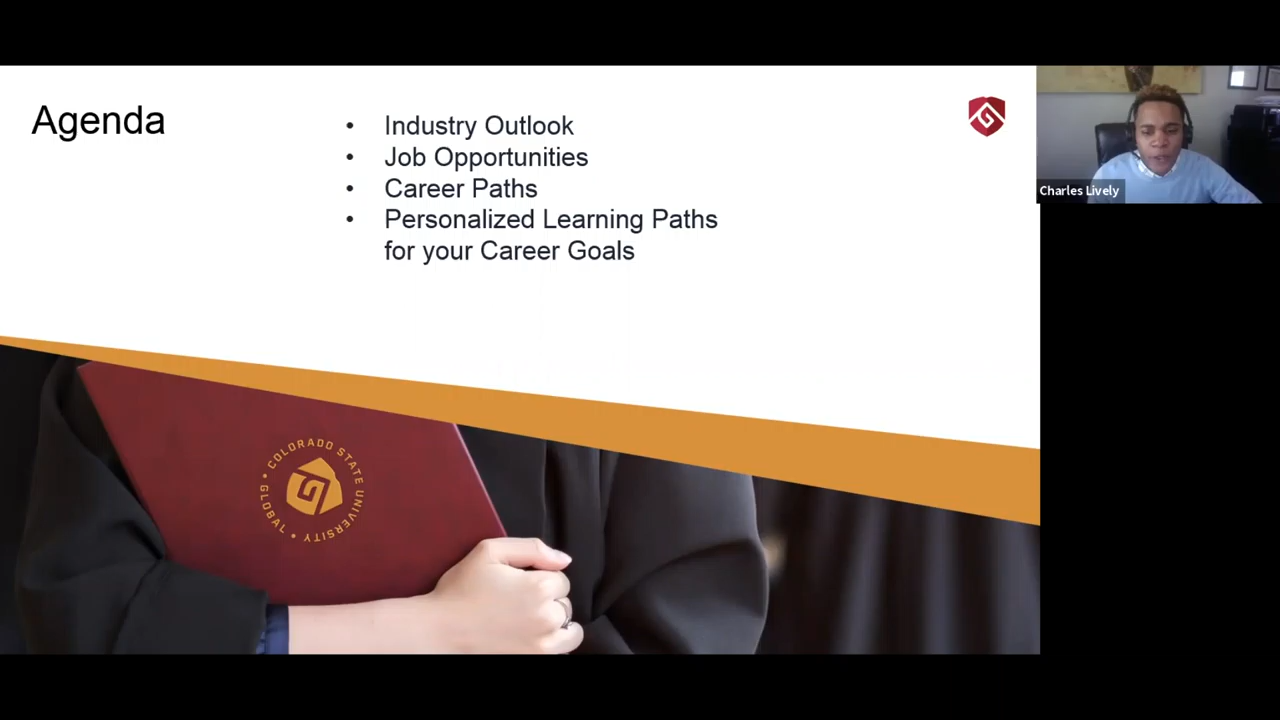 Agenda
• Industry Outlook
• Job Opportunities
• Career Paths
• Personalized Learning Paths
for your Career Goals
Charles Lively
COLORADO STATE UNIVERSITY
• GLOBAL •